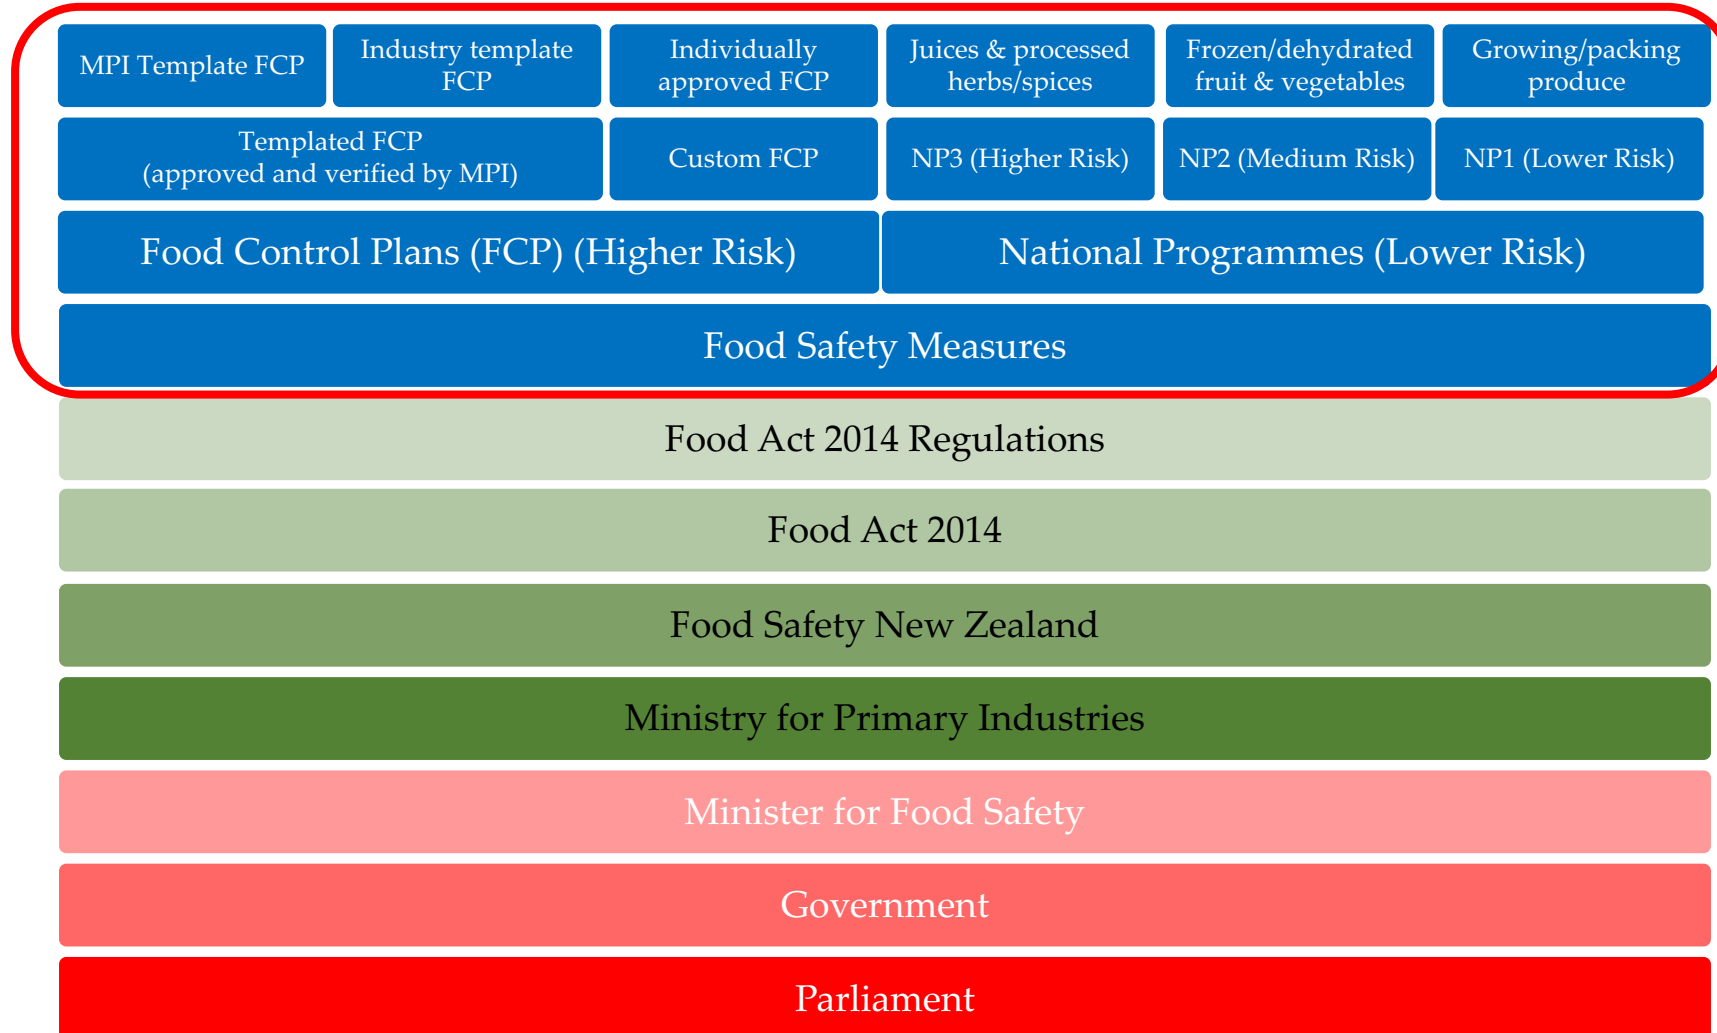 MPI Template FCP
Industry template
FCP
Individually
approved FCP
Juices & processed
herbs/spices
Frozen/dehydrated
fruit & vegetables
Growing/packing
produce
Templated FCP
(approved and verified by MPI)
Custom FCP
NP3 (Higher Risk)
NP2 (Medium Risk)
NP1 (Lower Risk)
Food Control Plans (FCP) (Higher Risk)
National Programmes (Lower Risk)
Food Safety Measures
Food Act 2014 Regulations
Food Act 2014
Food Safety New Zealand
Ministry for Primary Industries
Minister for Food Safety
Government
Parliament